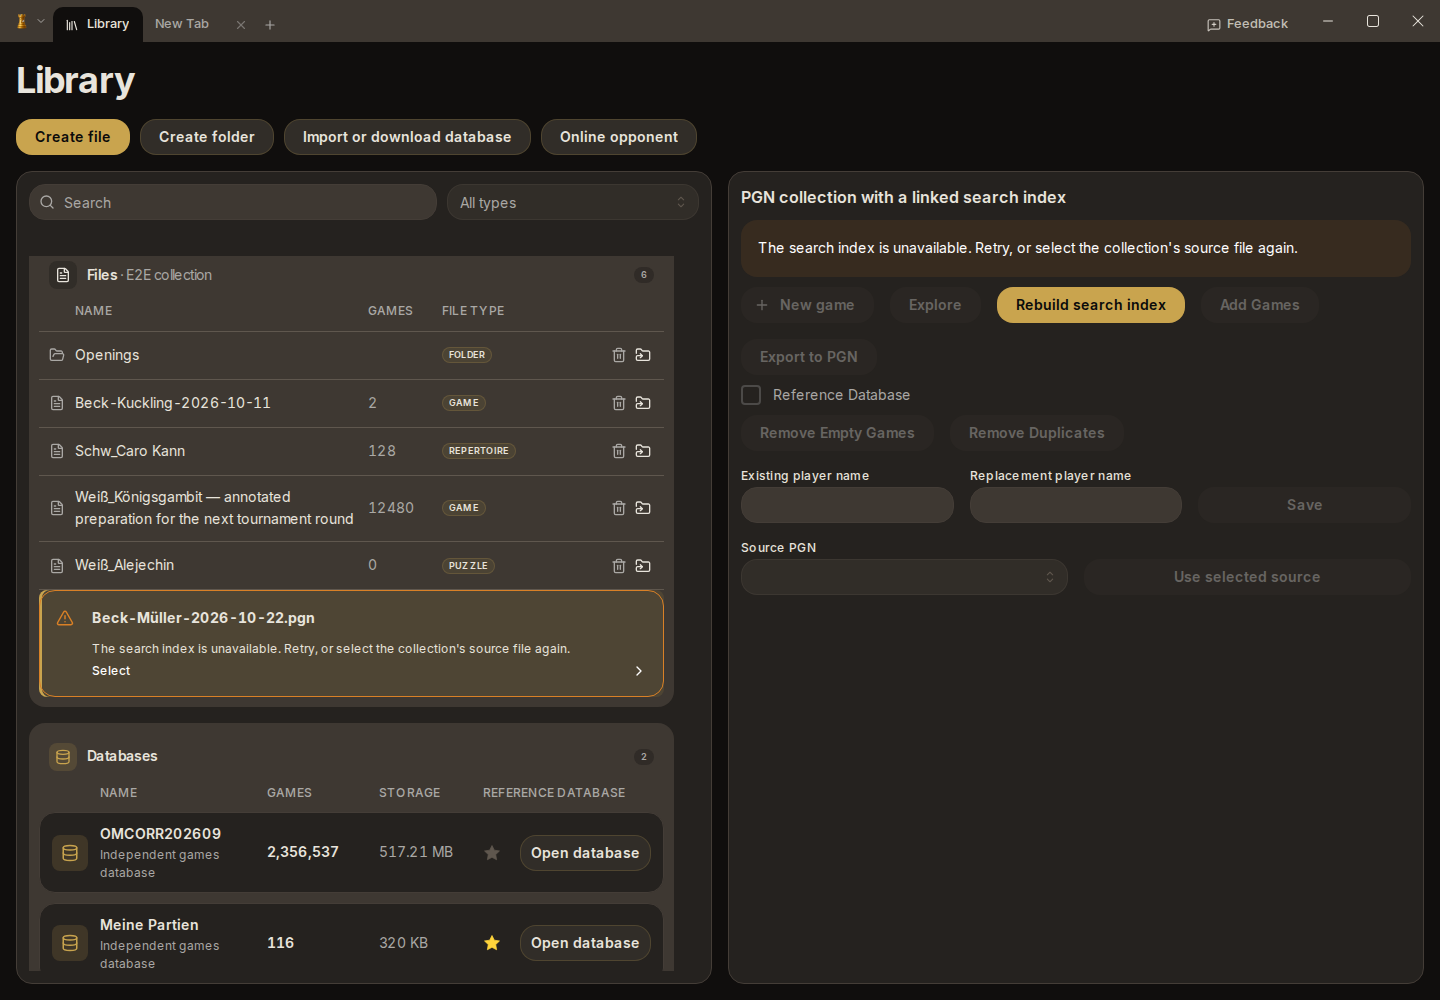 Library
New Tab
Feedback
Library
Create file
Create folder
Import or download database
Online opponent
Search
All types
Files · E2E collection
6
NAME
GAMES
FILE TYPE
Openings
FOLDER
Beck-Kuckling-2026-10-11
2
GAME
Schw_Caro Kann
128
REPERTOIRE
Weiß_Königsgambit — annotated
preparation for the next tournament round
12480
GAME
Weiß_Alejechin
0
PUZZLE
Beck-Müller-2026-10-22.pgn
The search index is unavailable. Retry, or select the collection's source file again.
Select
Databases
2
NAME
GAMES
STORAGE
REFERENCE DATABASE
OMCORR202609
Independent games
database
2,356,537
517.21 MB
Open database
Meine Partien
Independent games
database
116
320 KB
Open database
PGN collection with a linked search index
The search index is unavailable. Retry, or select the collection's source file again.
New game
Explore
Rebuild search index
Add Games
Export to PGN
Reference Database
Remove Empty Games
Remove Duplicates
Existing player name
Replacement player name
Save
Source PGN
Use selected source